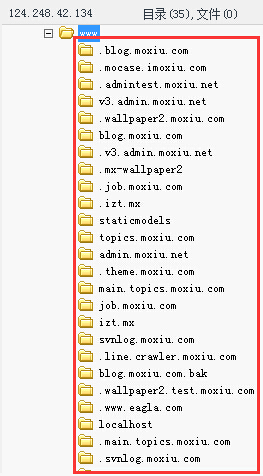 124.248.42.134 目录(35),文件(0)
www
.blog.moxiu.com
.mocase.imoxiu.com
.admintest.moxiu.net
v3.admin.moxiu.net
.wallpaper2.moxiu.com
blog.moxiu.com
.v3.admin.moxiu.net
.mx-wallpaper2
.job.moxiu.com
.izt.mx
staticmodels
topics.moxiu.com
admin.moxiu.net
.theme.moxiu.com
main.topics.moxiu.com
job.moxiu.com
izt.mx
svnlog.moxiu.com
.line.crawler.moxiu.com
blog.moxiu.com.bak
.wallpaper2.test.moxiu.com
.www.eagla.com
localhost
.main.topics.moxiu.com
.svnlog.moxiu.com